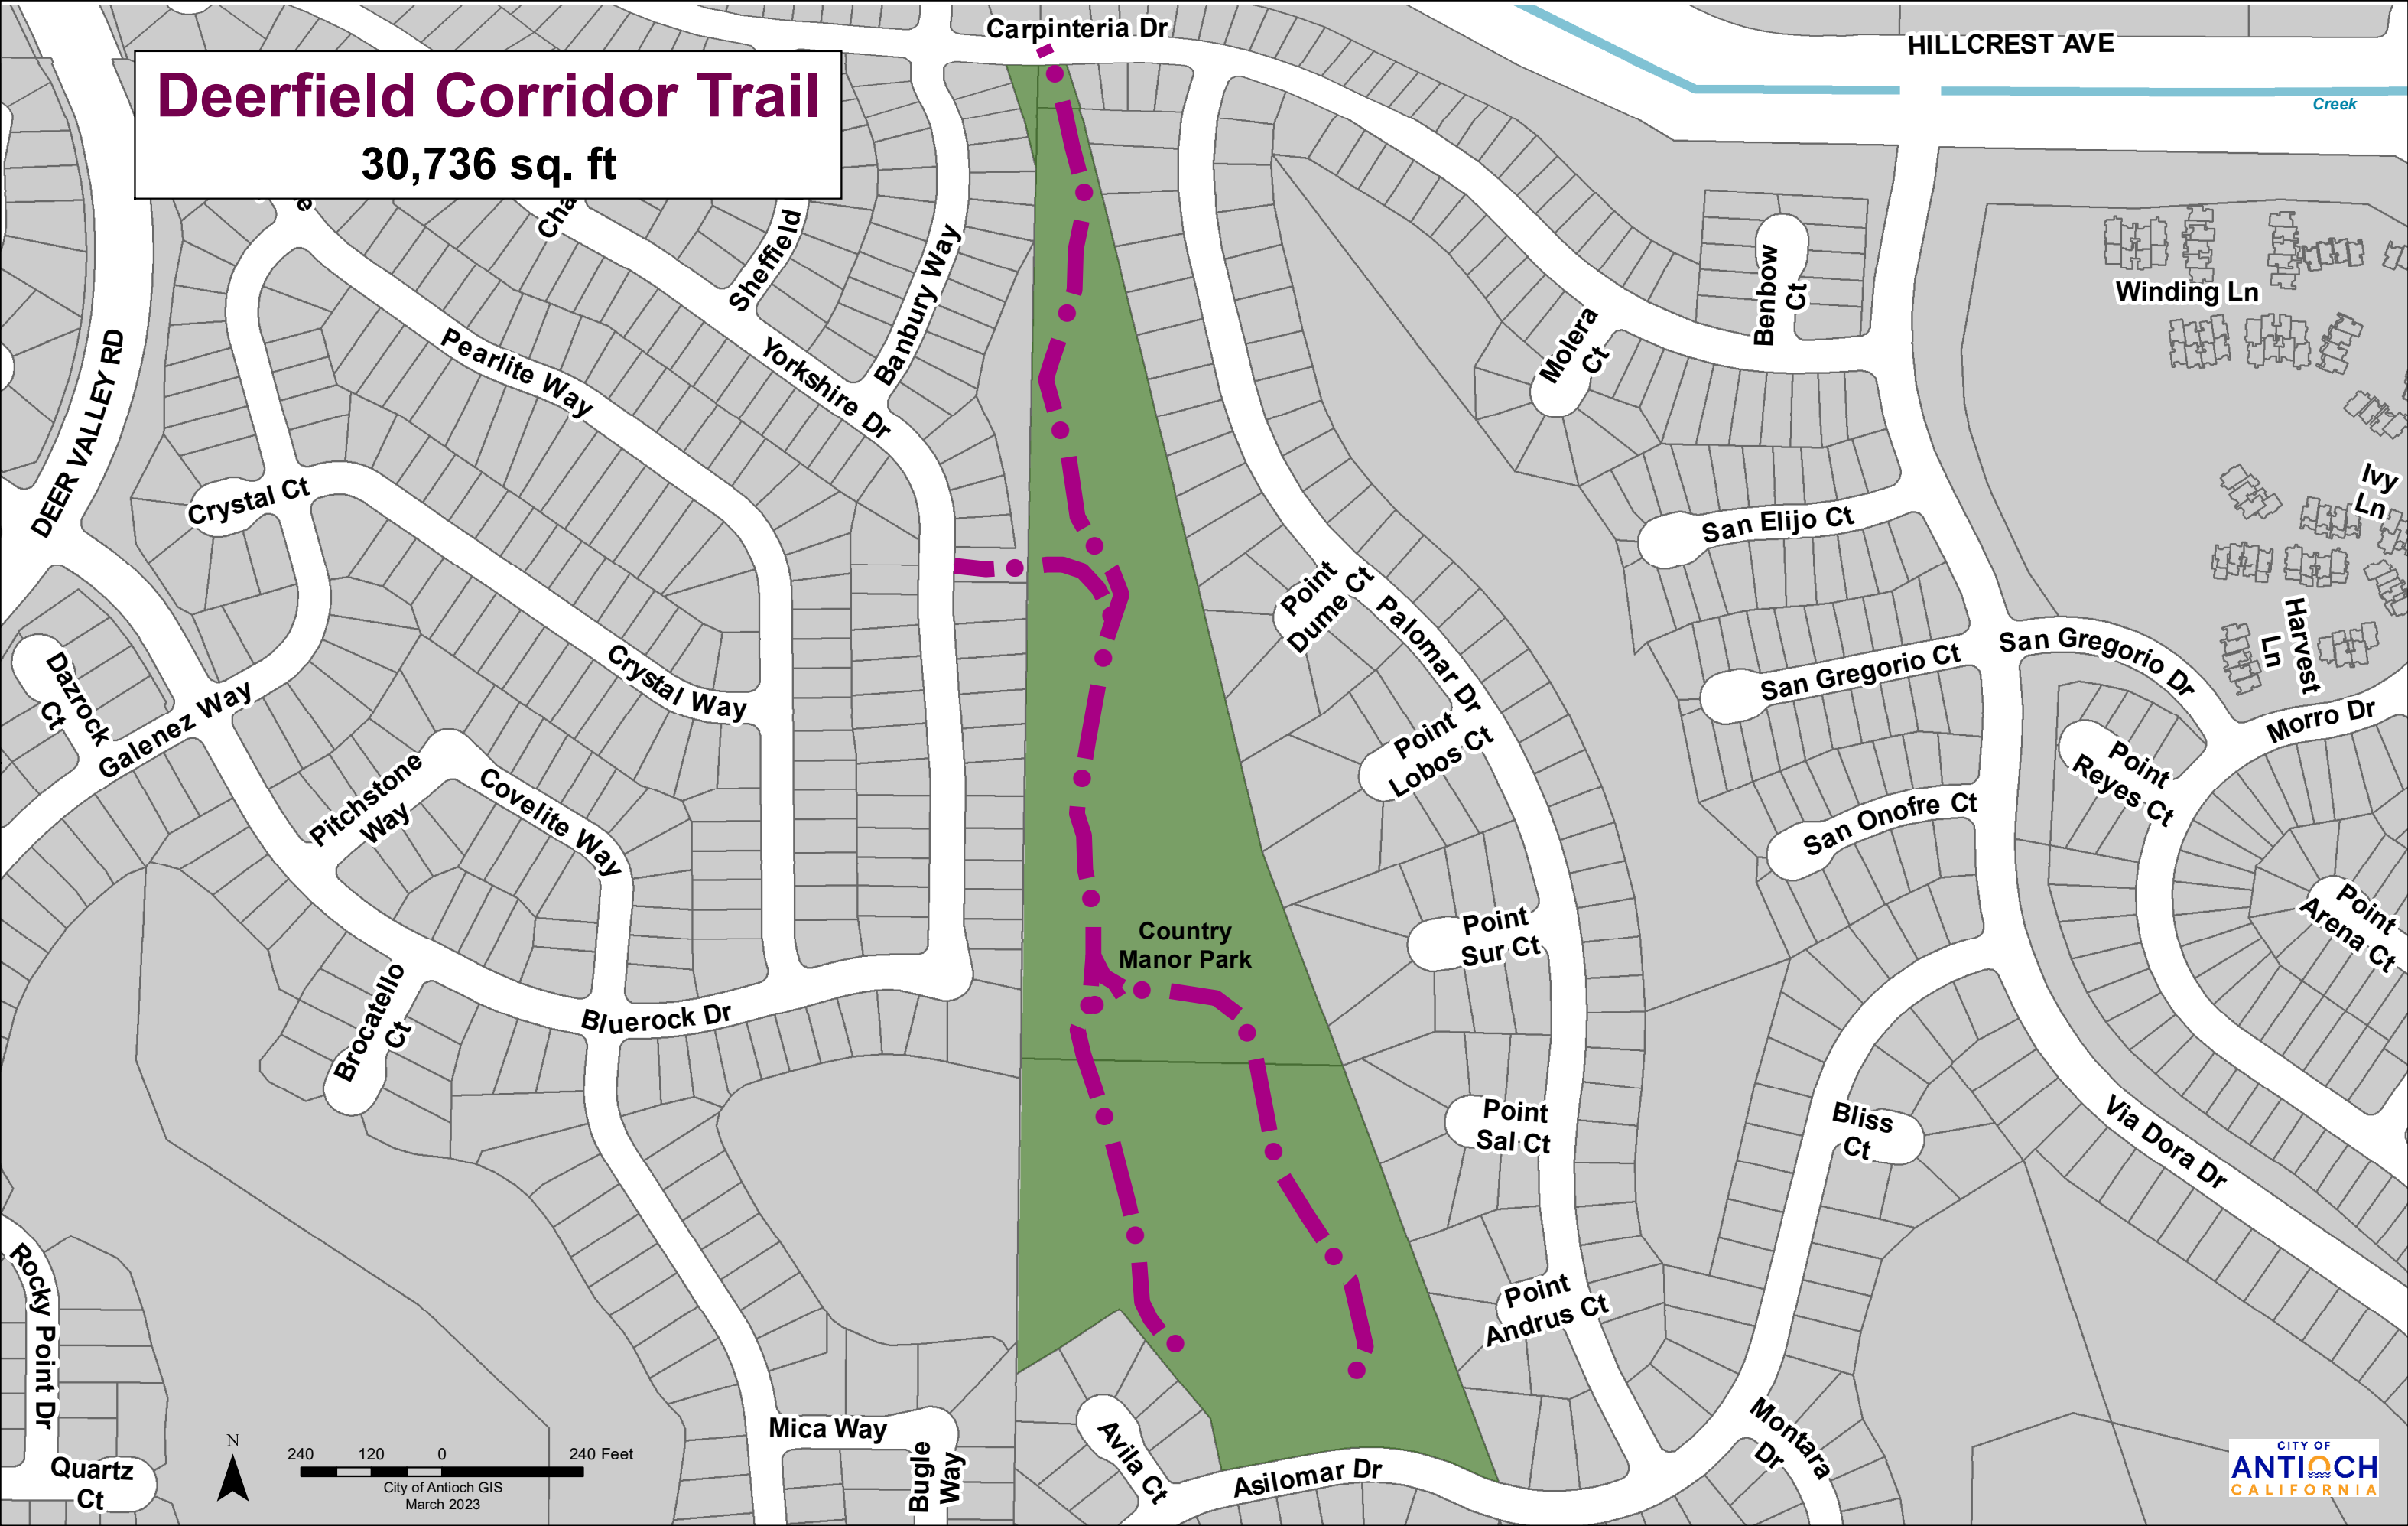 Carpinteria Dr
HILLCREST AVE
Creek
Deerfield Corridor Trail
30,736 sq. ft
Cha
e
Sheffield
Banbury Way
Benbow
Ct
Winding Ln
Molera
Ct
DEER VALLEY RD
Pearlite Way
Yorkshire Dr
Crystal Ct
San Elijo Ct
Ivy
Ln
Point
Dume Ct
Palomar Dr
Harvest
Ln
San Gregorio Ct
San Gregorio Dr
Dazrock
Ct
Galenez Way
Crystal Way
Morro Dr
Point
Lobos Ct
Point
Reyes Ct
Pitchstone
Way
Covelite Way
San Onofre Ct
Country
Manor Park
Point
Sur Ct
Point
Arena Ct
Brocatello
Ct
Bluerock Dr
Point
Sal Ct
Bliss
Ct
Via Dora Dr
Rocky Point Dr
Point
Andrus Ct
Mica Way
Bugle
Way
Avila Ct
Asilomar Dr
Montara
Dr
Quartz
Ct
N
240 120 0 240 Feet
City of Antioch GIS
March 2023
CITY OF
ANTIOCH
CALIFORNIA